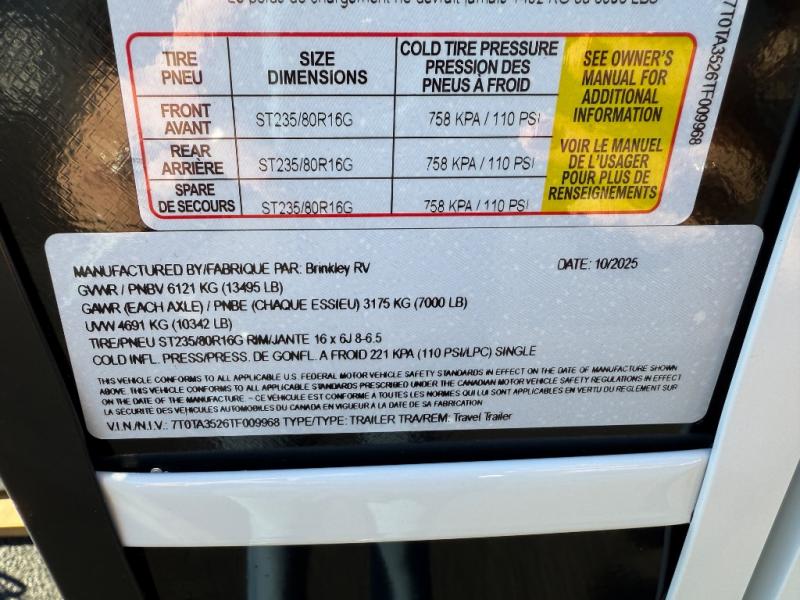 TIRE PNEU SIZE DIMENSIONS COLD TIRE PRESSURE PRESSION DES PNEUS À FROID SEE OWNER'S MANUAL FOR ADDITIONAL INFORMATION
FRONT AVANT ST235/80R16G 758 KPA / 110 PSI
REAR ARRIÈRE ST235/80R16G 758 KPA / 110 PSI VOIR LE MANUEL DE L'USAGER POUR PLUS DE RENSEIGNEMENTS
SPARE DE SECOURS ST235/80R16G 758 KPA / 110 PSI
7T0TA3526TF009968
MANUFACTURED BY/FABRIQUE PAR: Brinkley RV DATE: 10/2025
GVWR / PNBV 6121 KG (13495 LB)
GAWR (EACH AXLE) / PNBE (CHAQUE ESSIEU) 3175 KG (7000 LB)
UVW 4691 KG (10342 LB)
TIRE/PNEU ST235/80R16G RIM/JANTE 16 x 6J 8-6.5
COLD INFL. PRESS/PRESS. DE GONFL. A FROID 221 KPA (110 PSI/LPC) SINGLE
THIS VEHICLE CONFORMS TO ALL APPLICABLE U.S. FEDERAL MOTOR VEHICLE SAFETY STANDARDS IN EFFECT ON THE DATE OF MANUFACTURE SHOWN
ABOVE. THIS VEHICLE CONFORMS TO ALL APPLICABLE STANDARDS PRESCRIBED UNDER THE CANADIAN MOTOR VEHICLE SAFETY REGULATIONS IN EFFECT
ON THE DATE OF THE MANUFACTURE - CE VÉHICULE EST CONFORME A TOUTES LES NORMES QUI LUI SONT APPLICABLES EN VERTU DU REGLEMENT SUR
LA SÉCURITÉ DES VÉHICULES AUTOMOBILES DU CANADA EN VIGUEUR A LA DATE DE SA FABRICATION
V.I.N./N.I.V.: 7T0TA3526TF009968 TYPE/TYPE: TRAILER TRA/REM: Travel Trailer